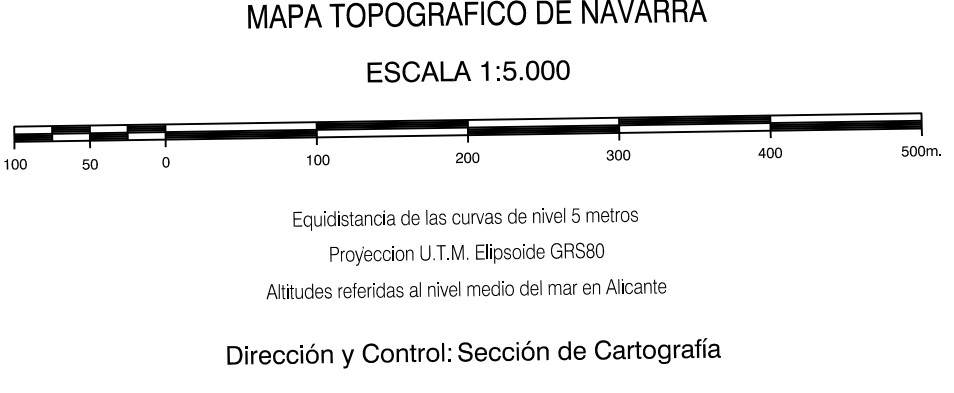 MAPA TOPOGRAFICO DE NAVARRA
ESCALA 1:5.000
100 50 0 100 200 300 400 500m.
Equidistancia de las curvas de nivel 5 metros
Proyeccion U.T.M. Elipsoide GRS80
Altitudes referidas al nivel medio del mar en Alicante
Dirección y Control: Sección de Cartografía